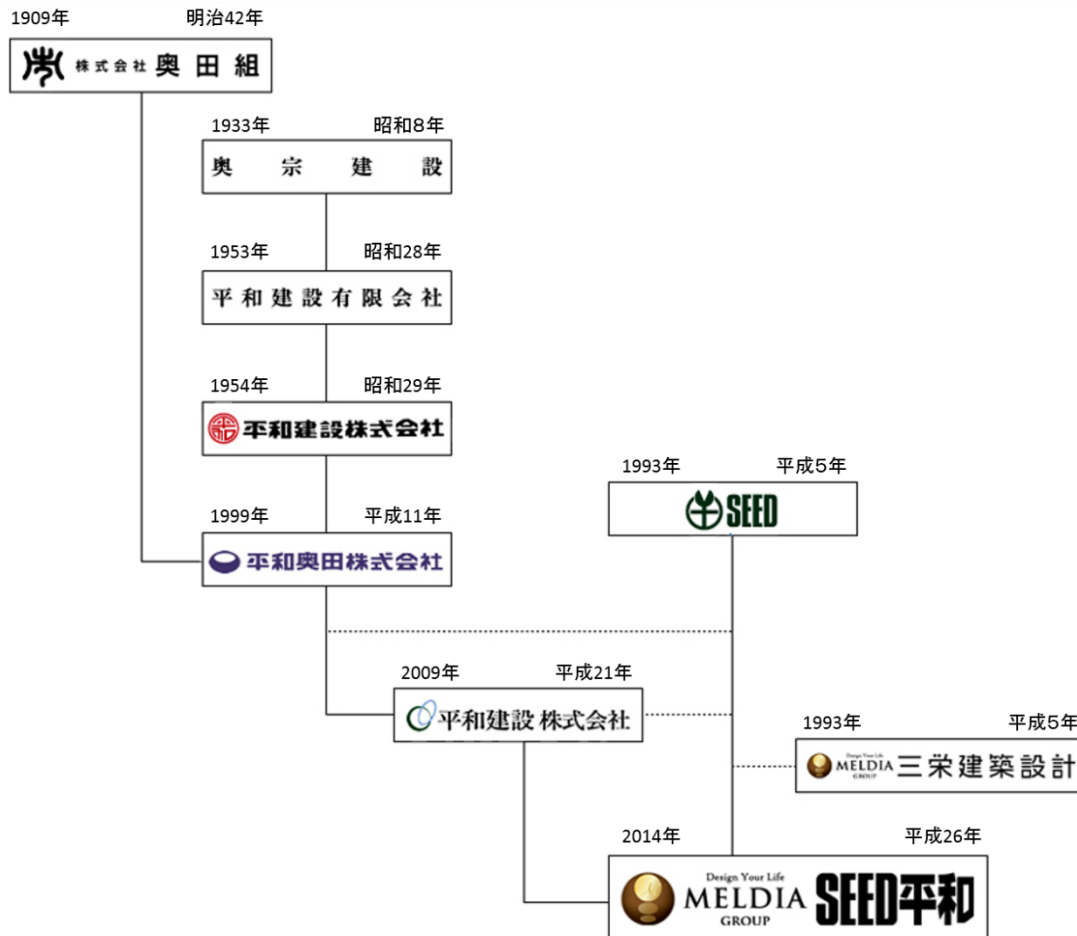 1909年 明治42年
株式会社 奥田組
1933年 昭和8年
奥宗建設
1953年 昭和28年
平和建設有限会社
1954年 昭和29年
平和建設株式会社
1993年 平成5年
SEED
1999年 平成11年
平和奥田株式会社
2009年 平成21年
平和建設 株式会社
1993年 平成5年
Design Your Life
MELDIA
GROUP
三栄建築設計
2014年 平成26年
Design Your Life
MELDIA
GROUP
SEED平和